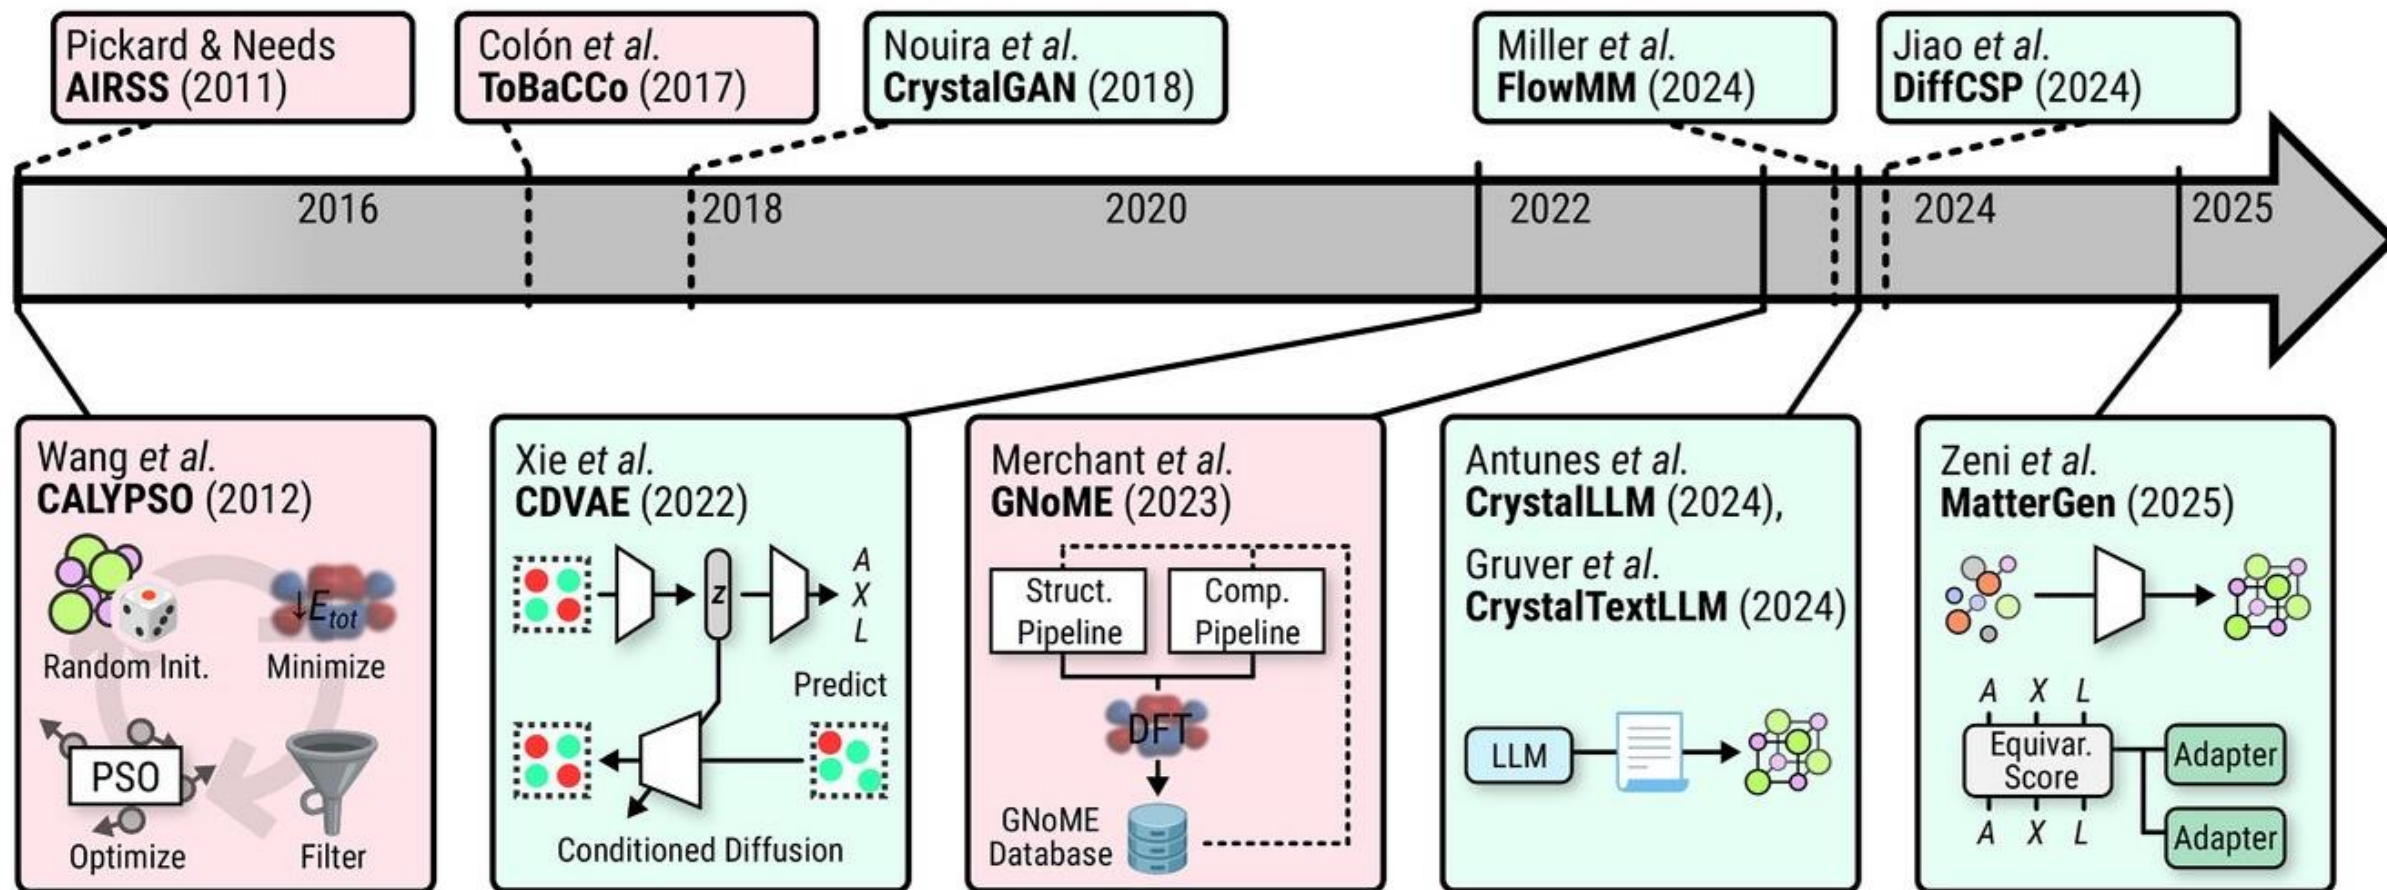 Pickard & Needs
AIRSS (2011)
Colón et al.
ToBaCCo (2017)
Nouira et al.
CrystalGAN (2018)
Miller et al.
FlowMM (2024)
Jiao et al.
DiffCSP (2024)
2016
2018
2020
2022
2024
2025
Wang et al.
CALYPSO (2012)
↓E_tot
Random Init.
Minimize
PSO
Optimize
Filter
Xie et al.
CDVAE (2022)
z
A
X
L
Predict
Conditioned Diffusion
Merchant et al.
GNoME (2023)
Struct.
Pipeline
Comp.
Pipeline
DFT
GNoME
Database
Antunes et al.
CrystalLLM (2024),
Gruver et al.
CrystalTextLLM (2024)
LLM
Zeni et al.
MatterGen (2025)
A X L
Equivar.
Score
A X L
Adapter
Adapter